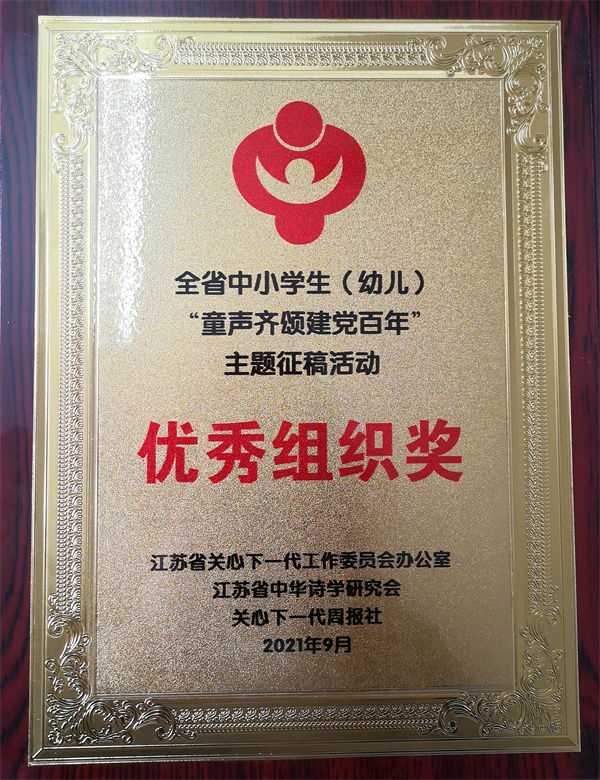 全省中小学生（幼儿）
“童声齐颂建党百年”
主题征稿活动
优秀组织奖
江苏省关心下一代工作委员会办公室
江苏省中华诗学研究会
关心下一代周报社
2021年9月